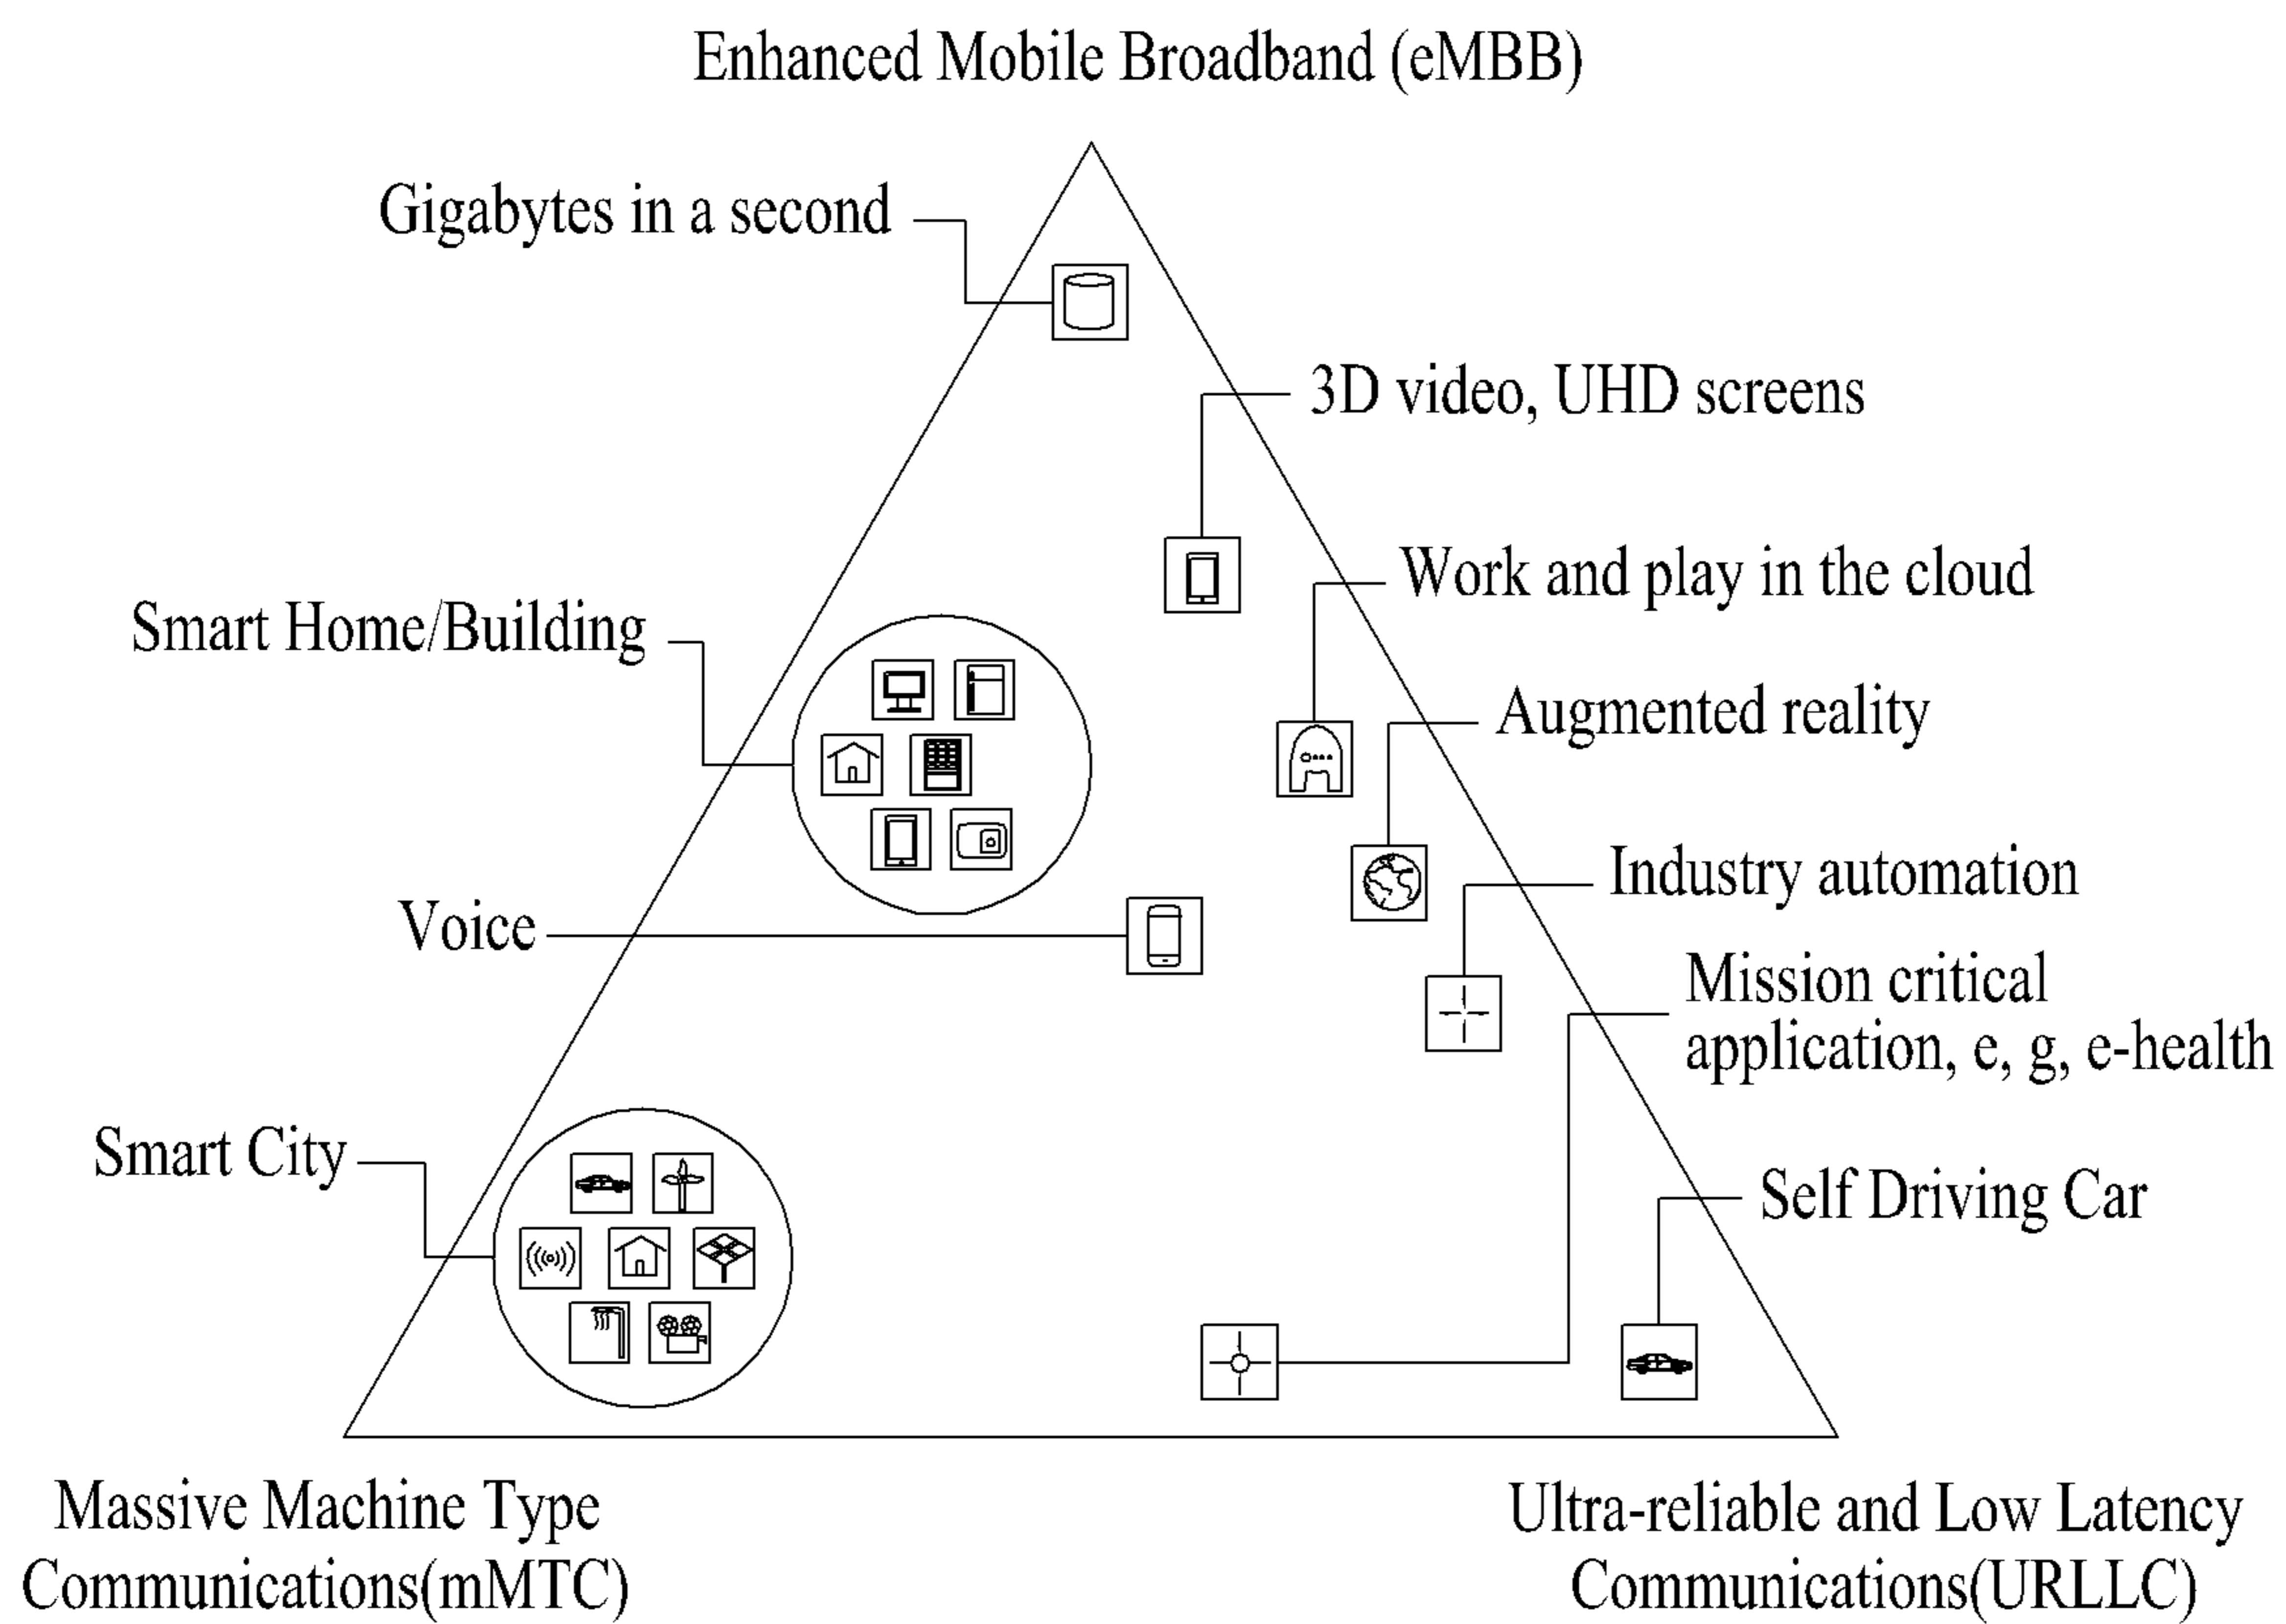 Enhanced Mobile Broadband (eMBB)
Gigabytes in a second
3D video, UHD screens
Work and play in the cloud
Smart Home/Building
Augmented reality
Industry automation
Voice
Mission critical
application, e, g, e-health
Smart City
Self Driving Car
Massive Machine Type
Communications(mMTC)
Ultra-reliable and Low Latency
Communications(URLLC)